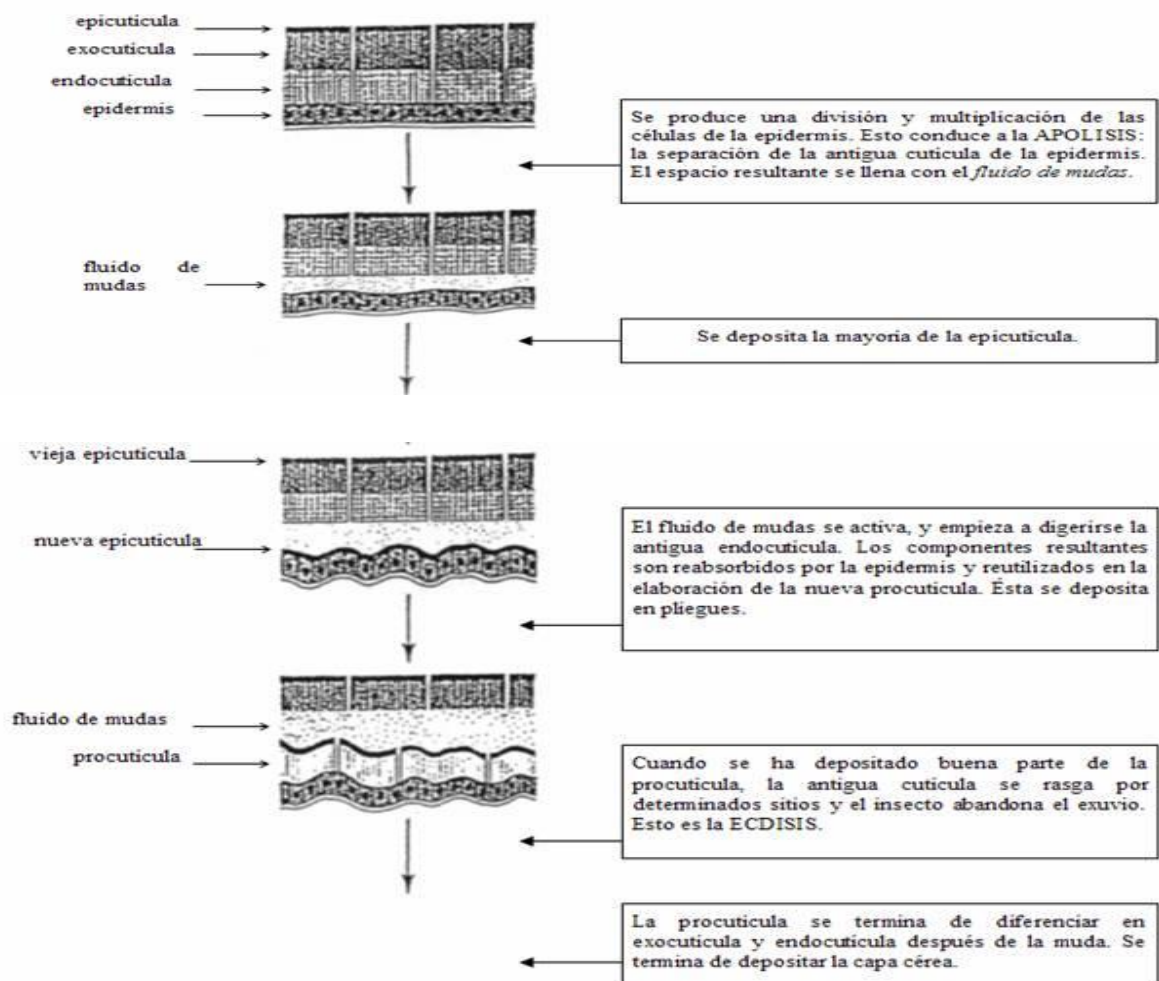 epicutícula
exocutícula
endocutícula
epidermis
Se produce una división y multiplicación de las
células de la epidermis. Esto conduce a la APOLISIS:
la separación de la antigua cutícula de la epidermis.
El espacio resultante se llena con el fluido de mudas.
fluido de
mudas
Se deposita la mayoría de la epicutícula.
vieja epicutícula
nueva epicutícula
El fluido de mudas se activa, y empieza a digerirse la
antigua endocutícula. Los componentes resultantes
son reabsorbidos por la epidermis y reutilizados en la
elaboración de la nueva procutícula. Ésta se deposita
en pliegues.
fluido de mudas
procutícula
Cuando se ha depositado buena parte de la
procutícula, la antigua cutícula se rasga por
determinados sitios y el insecto abandona el exuvio.
Esto es la ECDISIS.
La procutícula se termina de diferenciar en
exocutícula y endocutícula después de la muda. Se
termina de depositar la capa cérea.